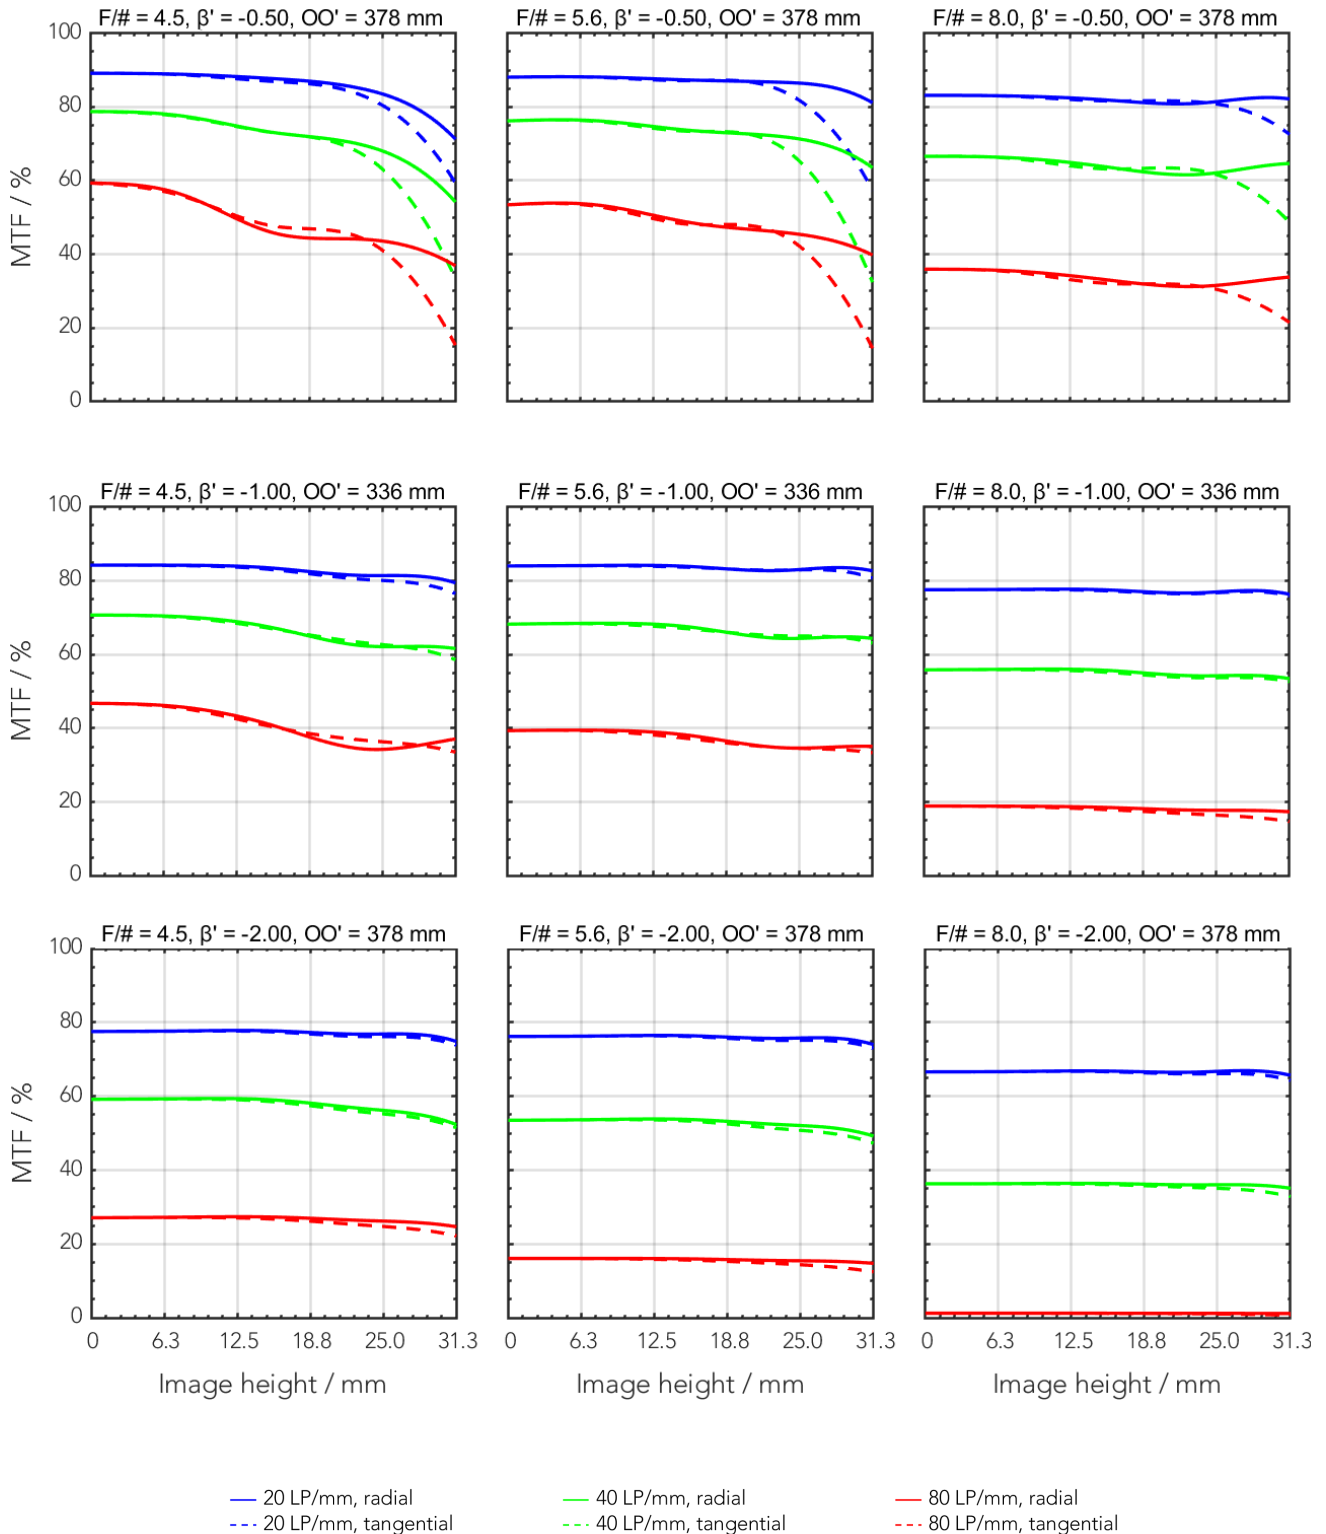 F/# = 4.5, β' = -0.50, OO' = 378 mm
F/# = 5.6, β' = -0.50, OO' = 378 mm
F/# = 8.0, β' = -0.50, OO' = 378 mm
100
80
60
40
20
0
MTF / %
F/# = 4.5, β' = -1.00, OO' = 336 mm
F/# = 5.6, β' = -1.00, OO' = 336 mm
F/# = 8.0, β' = -1.00, OO' = 336 mm
100
80
60
40
20
0
MTF / %
F/# = 4.5, β' = -2.00, OO' = 378 mm
F/# = 5.6, β' = -2.00, OO' = 378 mm
F/# = 8.0, β' = -2.00, OO' = 378 mm
100
80
60
40
20
0
MTF / %
0 6.3 12.5 18.8 25.0 31.3
0 6.3 12.5 18.8 25.0 31.3
0 6.3 12.5 18.8 25.0 31.3
Image height / mm
Image height / mm
Image height / mm
20 LP/mm, radial
40 LP/mm, radial
80 LP/mm, radial
20 LP/mm, tangential
40 LP/mm, tangential
80 LP/mm, tangential